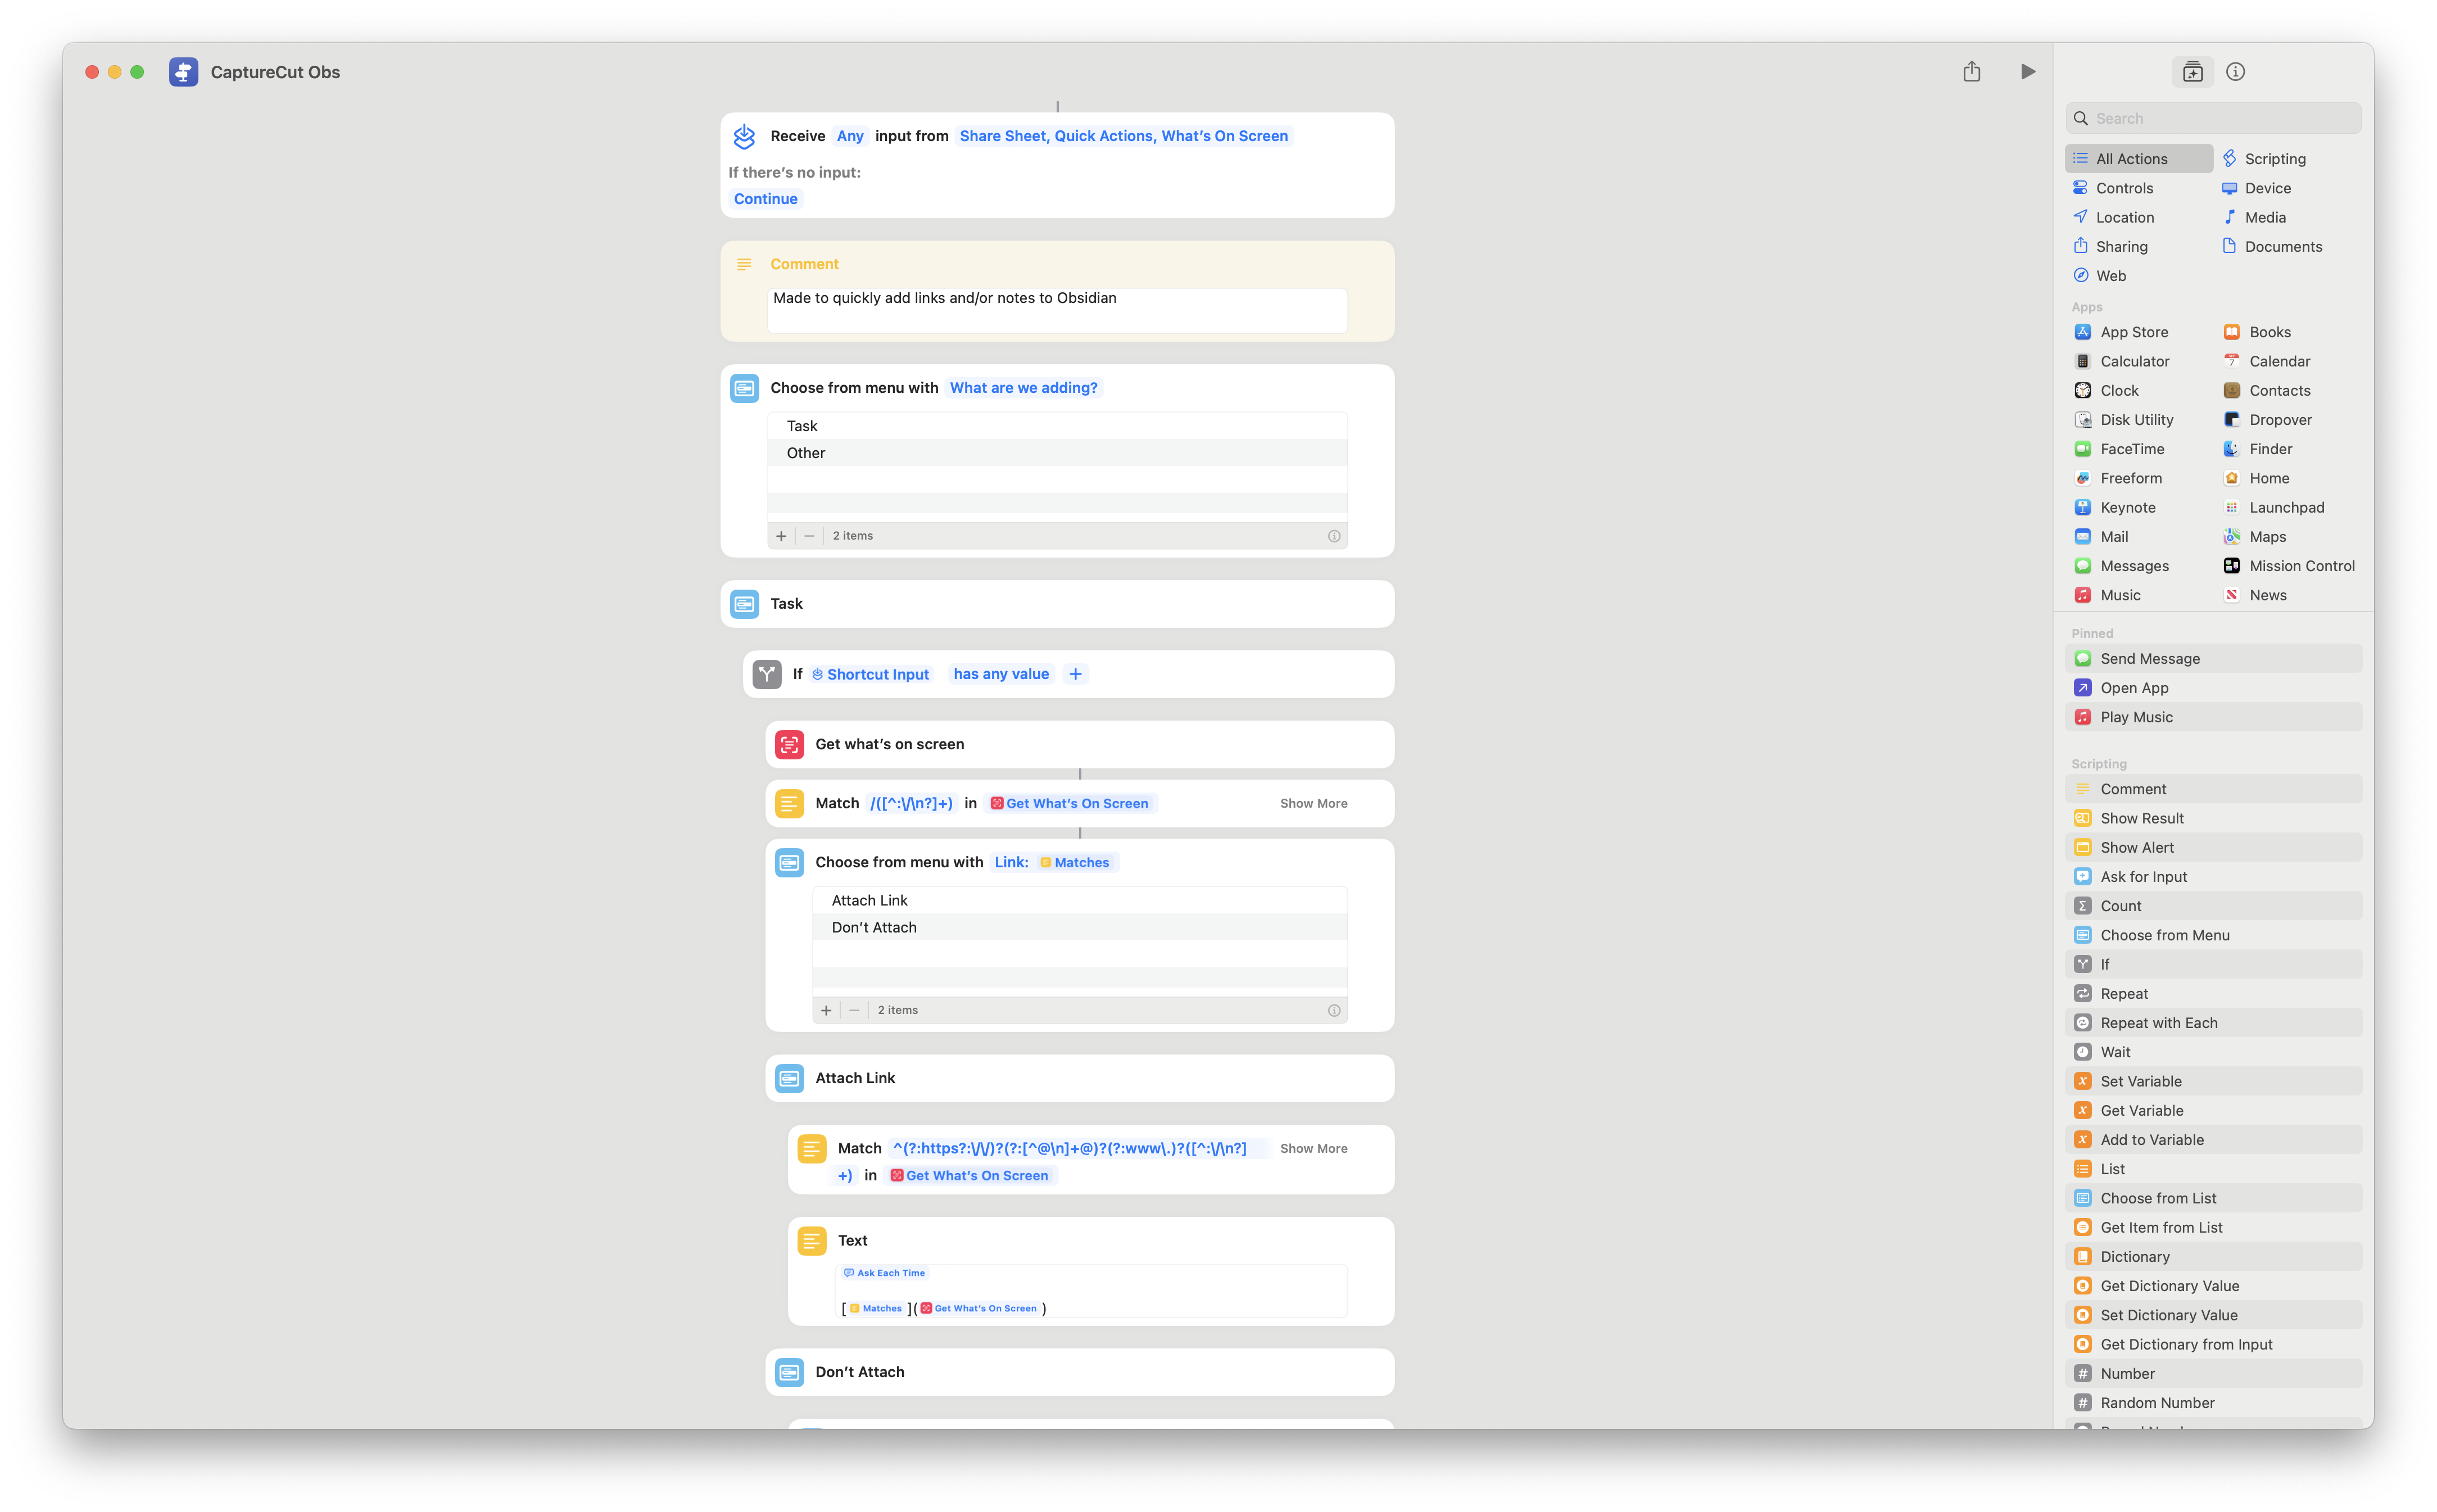 CaptureCut Obs
Receive Any input from Share Sheet, Quick Actions, What’s On Screen
If there’s no input:
Continue
Comment
Made to quickly add links and/or notes to Obsidian
Choose from menu with What are we adding?
Task
Other
2 items
Task
If Shortcut Input has any value +
Get what’s on screen
Match /([^:\/\n?]+) in Get What’s On Screen Show More
Choose from menu with Link: Matches
Attach Link
Don’t Attach
2 items
Attach Link
Match ^(?:https?:\/\/)?(?:[^@\n]+@)?(?:www\.)?([^:\/\n?] Show More
+) in Get What’s On Screen
Text
Ask Each Time
[ Matches ]( Get What’s On Screen )
Don’t Attach
Search
All Actions Scripting
Controls Device
Location Media
Sharing Documents
Web
Apps
App Store Books
Calculator Calendar
Clock Contacts
Disk Utility Dropover
FaceTime Finder
Freeform Home
Keynote Launchpad
Mail Maps
Messages Mission Control
Music News
Pinned
Send Message
Open App
Play Music
Scripting
Comment
Show Result
Show Alert
Ask for Input
Count
Choose from Menu
If
Repeat
Repeat with Each
Wait
Set Variable
Get Variable
Add to Variable
List
Choose from List
Get Item from List
Dictionary
Get Dictionary Value
Set Dictionary Value
Get Dictionary from Input
Number
Random Number